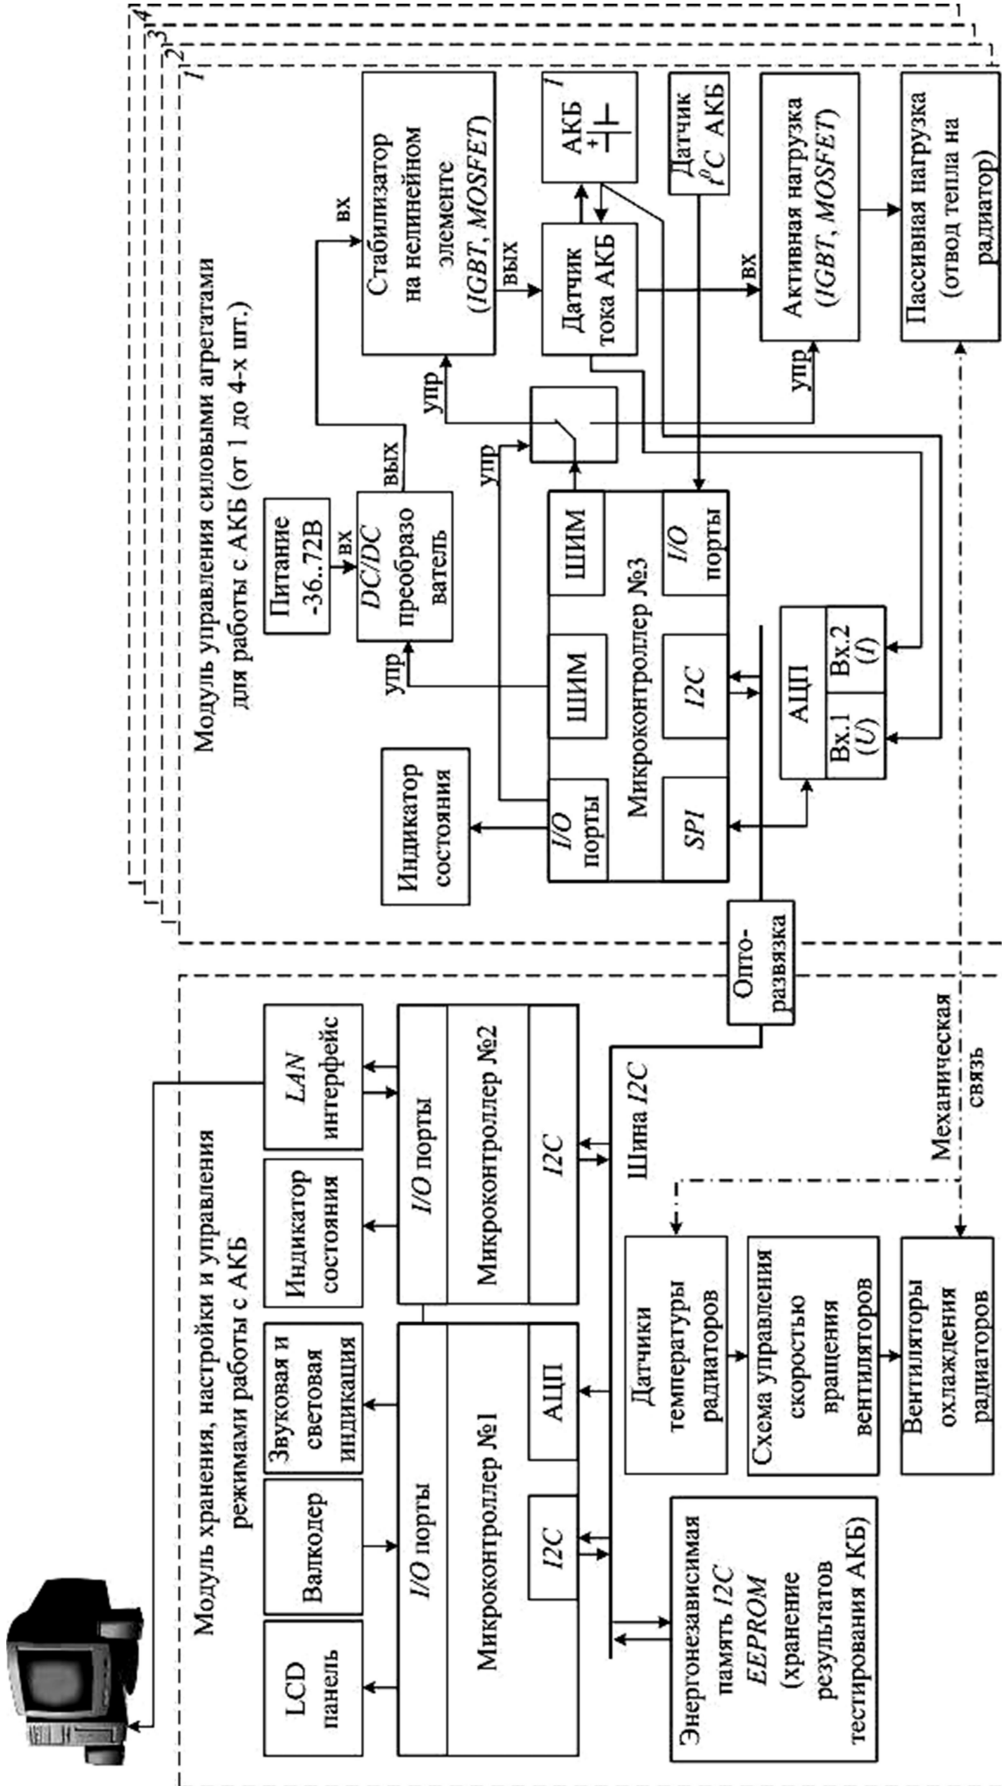 Модуль хранения, настройки и управления
режимами работы с АКБ
LCD
панель
Валкодер
Звуковая и
световая
индикация
Индикатор
состояния
LAN
интерфейс
I/O порты
Микроконтроллер №1
I2C
АЦП
I/O порты
Микроконтроллер №2
I2C
Шина I2C
Энергонезависимая
память I2C
EEPROM
(хранение
результатов
тестирования АКБ)
Датчики
температуры
радиаторов
Схема управления
скоростью
вращения
вентиляторов
Вентиляторы
охлаждения
радиаторов
Механическая
связь
Опто-
развязка
1
2
3
4
Модуль управления силовыми агрегатами
для работы с АКБ (от 1 до 4-х шт.)
Индикатор
состояния
Питание
-36..72В
вх
DC/DC
преобразо
ватель
упр
вых
вх
Стабилизатор
на нелинейном
элементе
(IGBT, MOSFET)
упр
вых
упр
I/O
порты
ШИМ
ШИМ
Микроконтроллер №3
SPI
I2C
I/O
порты
Датчик
тока АКБ
АКБ
1
+
Датчик
t⁰C АКБ
АЦП
Вх.1
(U)
Вх.2
(I)
вх
упр
Активная нагрузка
(IGBT, MOSFET)
Пассивная нагрузка
(отвод тепла на
радиатор)